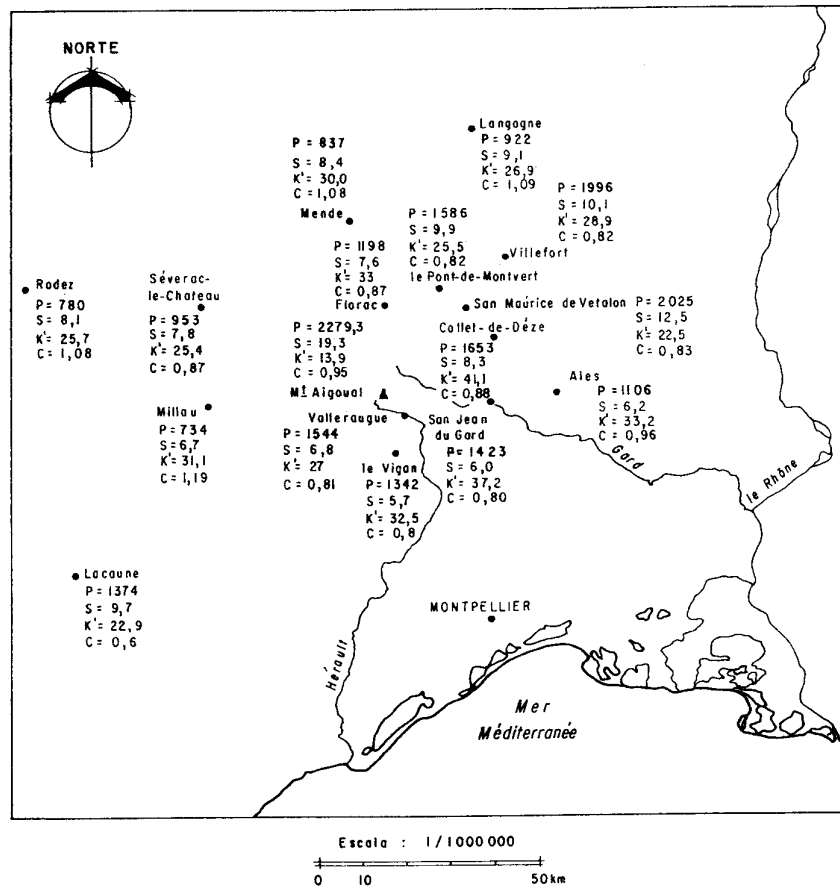 NORTE
Langogne
P = 922
S = 9,1
K' = 26,9
C = 1,09
P = 837
S = 8,4
K' = 30,0
C = 1,08
Mende
P = 1996
S = 10,1
K' = 28,9
C = 0,82
Villefort
P = 1586
S = 9,9
K' = 25,5
C = 0,82
le Pont-de-Montvert
P = 1198
S = 7,6
K' = 33
C = 0,87
Florac
Rodez
P = 780
S = 8,1
K' = 25,7
C = 1,08
Séverac-
le-Chateau
P = 953
S = 7,8
K' = 25,4
C = 0,87
San Maurice de Vetalon
P = 2025
S = 12,5
K' = 22,5
C = 0,83
P = 2279,3
S = 19,3
K' = 13,9
C = 0,95
Mt Aigoual
Collet-de-Déze
P = 1653
S = 8,3
K' = 41,1
C = 0,88
Ales
P = 1106
S = 6,2
K' = 33,2
C = 0,96
Millau
P = 734
S = 6,7
K' = 31,1
C = 1,19
Valleraugue
P = 1544
S = 6,8
K' = 27
C = 0,81
San Jean
du Gard
P = 1423
S = 6,0
K' = 37,2
C = 0,80
le Vigan
P = 1342
S = 5,7
K' = 32,5
C = 0,8
Gard
le Rhône
Lacaune
P = 1374
S = 9,7
K' = 22,9
C = 0,6
MONTPELLIER
Hérault
Mer
Méditerranée
Escala : 1/1000000
0 10 50km